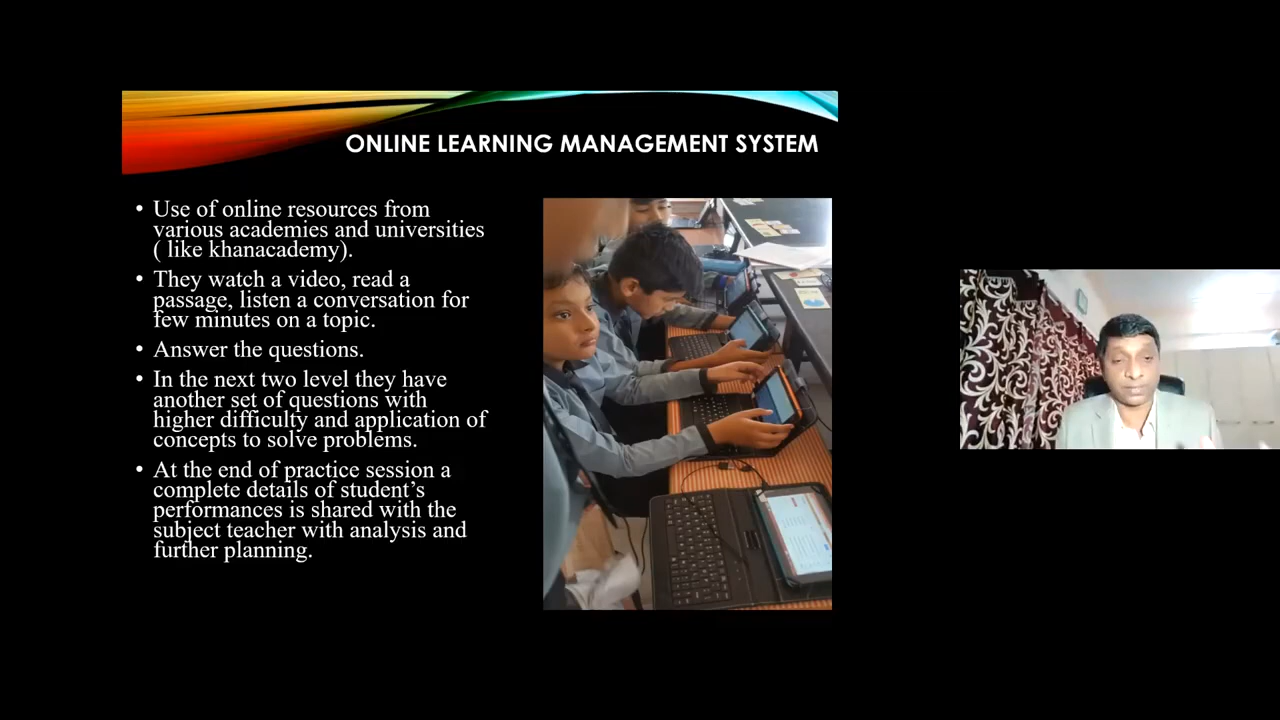 ONLINE LEARNING MANAGEMENT SYSTEM
• Use of online resources from
various academies and universities
( like khanacademy).
• They watch a video, read a
passage, listen a conversation for
few minutes on a topic.
• Answer the questions.
• In the next two level they have
another set of questions with
higher difficulty and application of
concepts to solve problems.
• At the end of practice session a
complete details of student’s
performances is shared with the
subject teacher with analysis and
further planning.